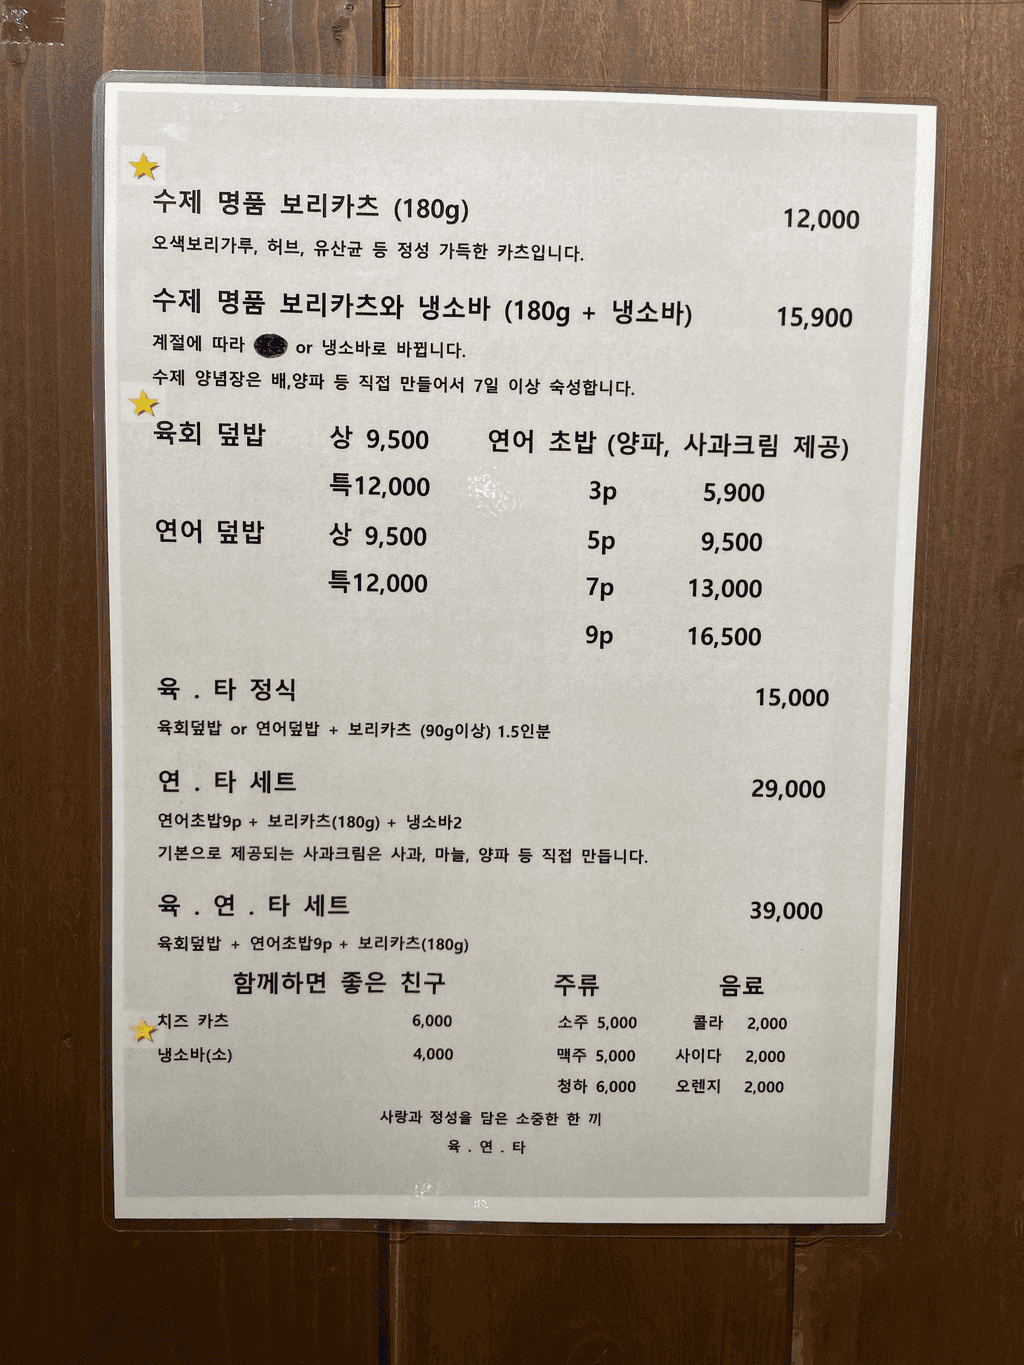 수제 명품 보리카츠 (180g) 12,000
오색보리가루, 허브, 유산균 등 정성 가득한 카츠입니다.
수제 명품 보리카츠와 냉소바 (180g + 냉소바) 15,900
계절에 따라 or 냉소바로 바뀝니다.
수제 양념장은 배,양파 등 직접 만들어서 7일 이상 숙성합니다.
육회 덮밥 상 9,500 연어 초밥 (양파, 사과크림 제공)
특12,000 3p 5,900
연어 덮밥 상 9,500 5p 9,500
특12,000 7p 13,000
9p 16,500
육 . 타 정식 15,000
육회덮밥 or 연어덮밥 + 보리카츠 (90g이상) 1.5인분
연 . 타 세트 29,000
연어초밥9p + 보리카츠(180g) + 냉소바2
기본으로 제공되는 사과크림은 사과, 마늘, 양파 등 직접 만듭니다.
육 . 연 . 타 세트 39,000
육회덮밥 + 연어초밥9p + 보리카츠(180g)
함께하면 좋은 친구 주류 음료
치즈 카츠 6,000 소주 5,000 콜라 2,000
냉소바(소) 4,000 맥주 5,000 사이다 2,000
청하 6,000 오렌지 2,000
사랑과 정성을 담은 소중한 한 끼
육 . 연 . 타